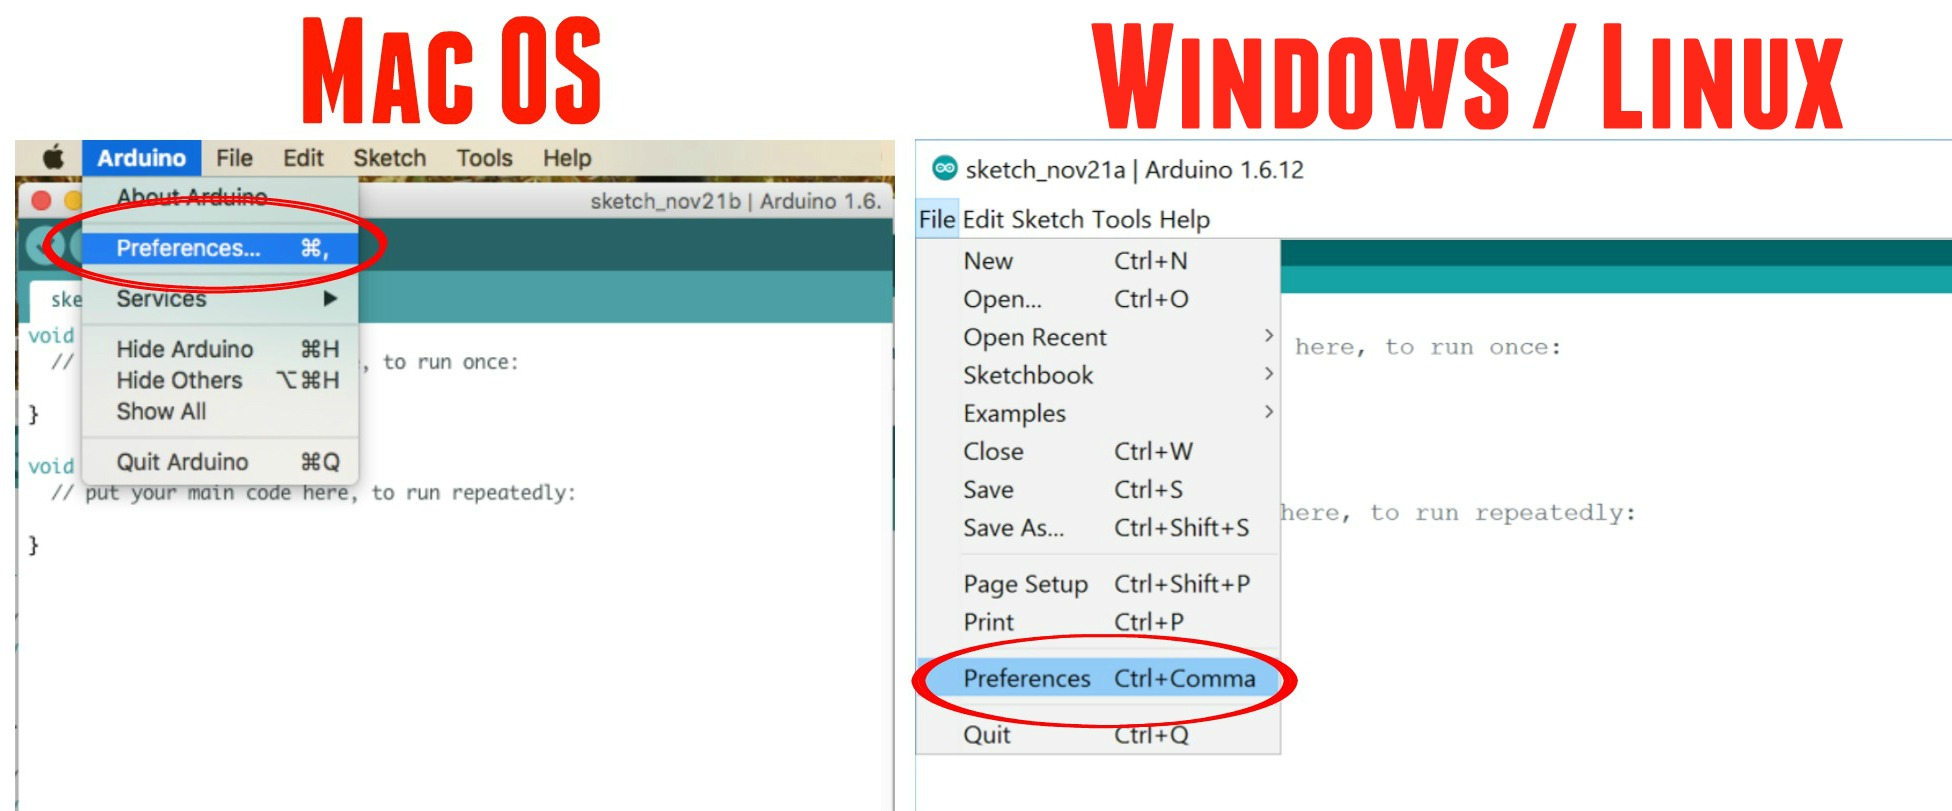 Mac OS
Arduino File Edit Sketch Tools Help
sketch_nov21b | Arduino 1.6.
About Arduino
Preferences... ⌘,
Services ▶
ske
void
Hide Arduino ⌘H
// , to run once:
Hide Others ⌥⌘H
Show All
}
Quit Arduino ⌘Q
void
// put your main code here, to run repeatedly:
}
Windows / Linux
sketch_nov21a | Arduino 1.6.12
File Edit Sketch Tools Help
New Ctrl+N
Open... Ctrl+O
Open Recent >
here, to run once:
Sketchbook >
Examples >
Close Ctrl+W
Save Ctrl+S
Save As... Ctrl+Shift+S
here, to run repeatedly:
Page Setup Ctrl+Shift+P
Print Ctrl+P
Preferences Ctrl+Comma
Quit Ctrl+Q